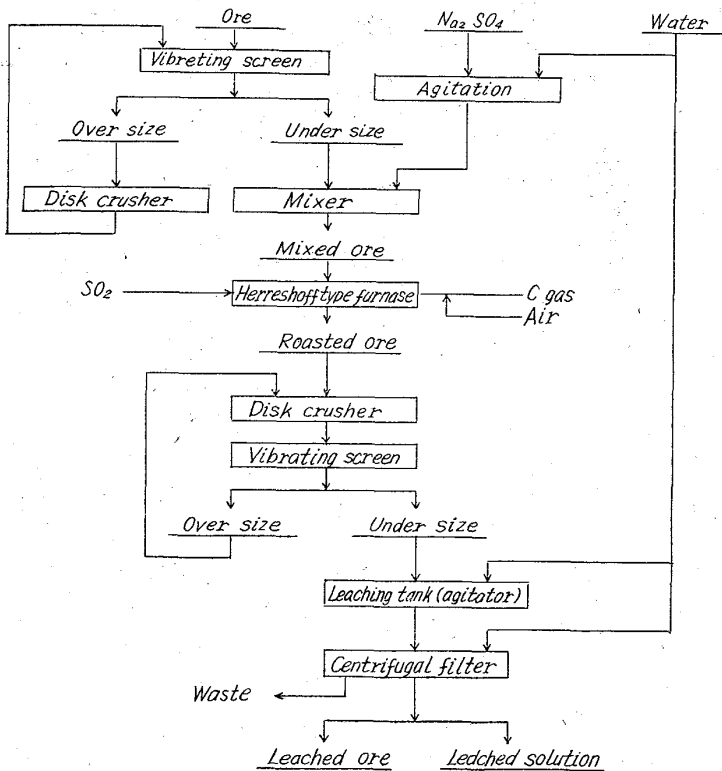 Ore
Na₂ SO₄
Water
Vibreting screen
Agitation
Over size
Under size
Disk crusher
Mixer
Mixed ore
SO₂
Herreshoff type furnase
C gas
Air
Roasted ore
Disk crusher
Vibrating screen
Over size
Under size
Leaching tank (agitator)
Centrifugal filter
Waste
Leached ore
Ledched solution